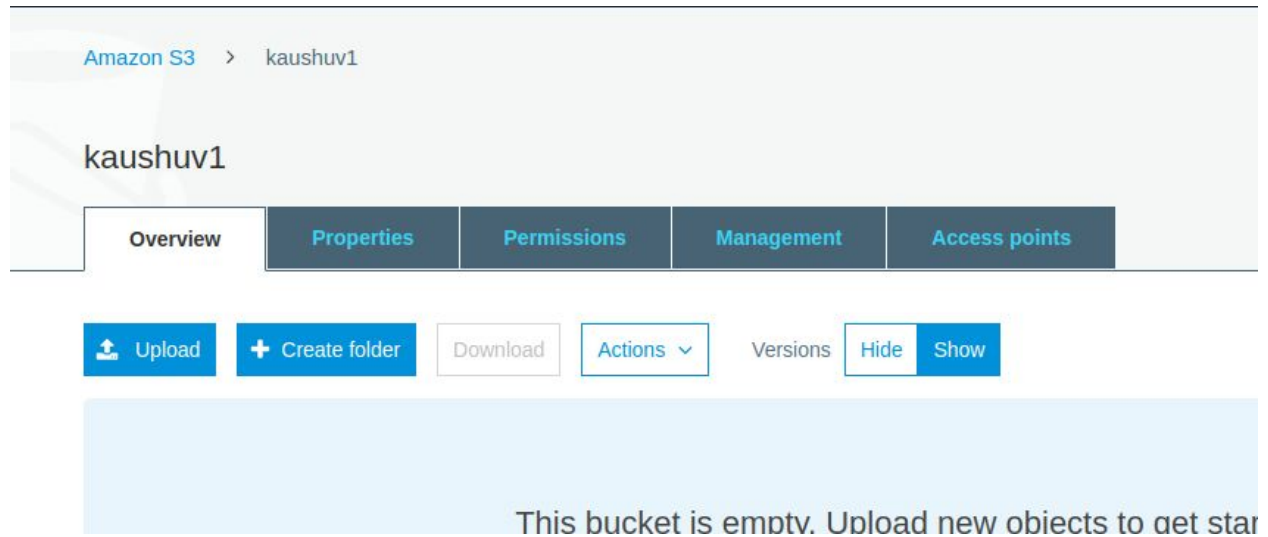 Amazon S3 > kaushuv1
kaushuv1
Overview Properties Permissions Management Access points
Upload + Create folder Download Actions Versions Hide Show
This bucket is empty. Upload new objects to get